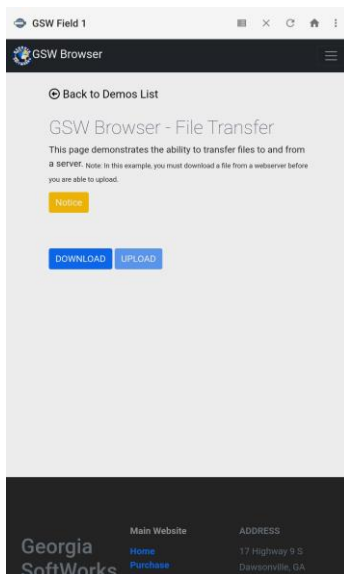 GSW Field 1
GSW Browser
Back to Demos List
GSW Browser - File Transfer
This page demonstrates the ability to transfer files to and from
a server. Note: In this example, you must download a file from a webserver before
you are able to upload.
Notice
DOWNLOAD UPLOAD
Main Website ADDRESS
Georgia Home 17 Highway 9 S
SoftWorks Purchase Dawsonville, GA